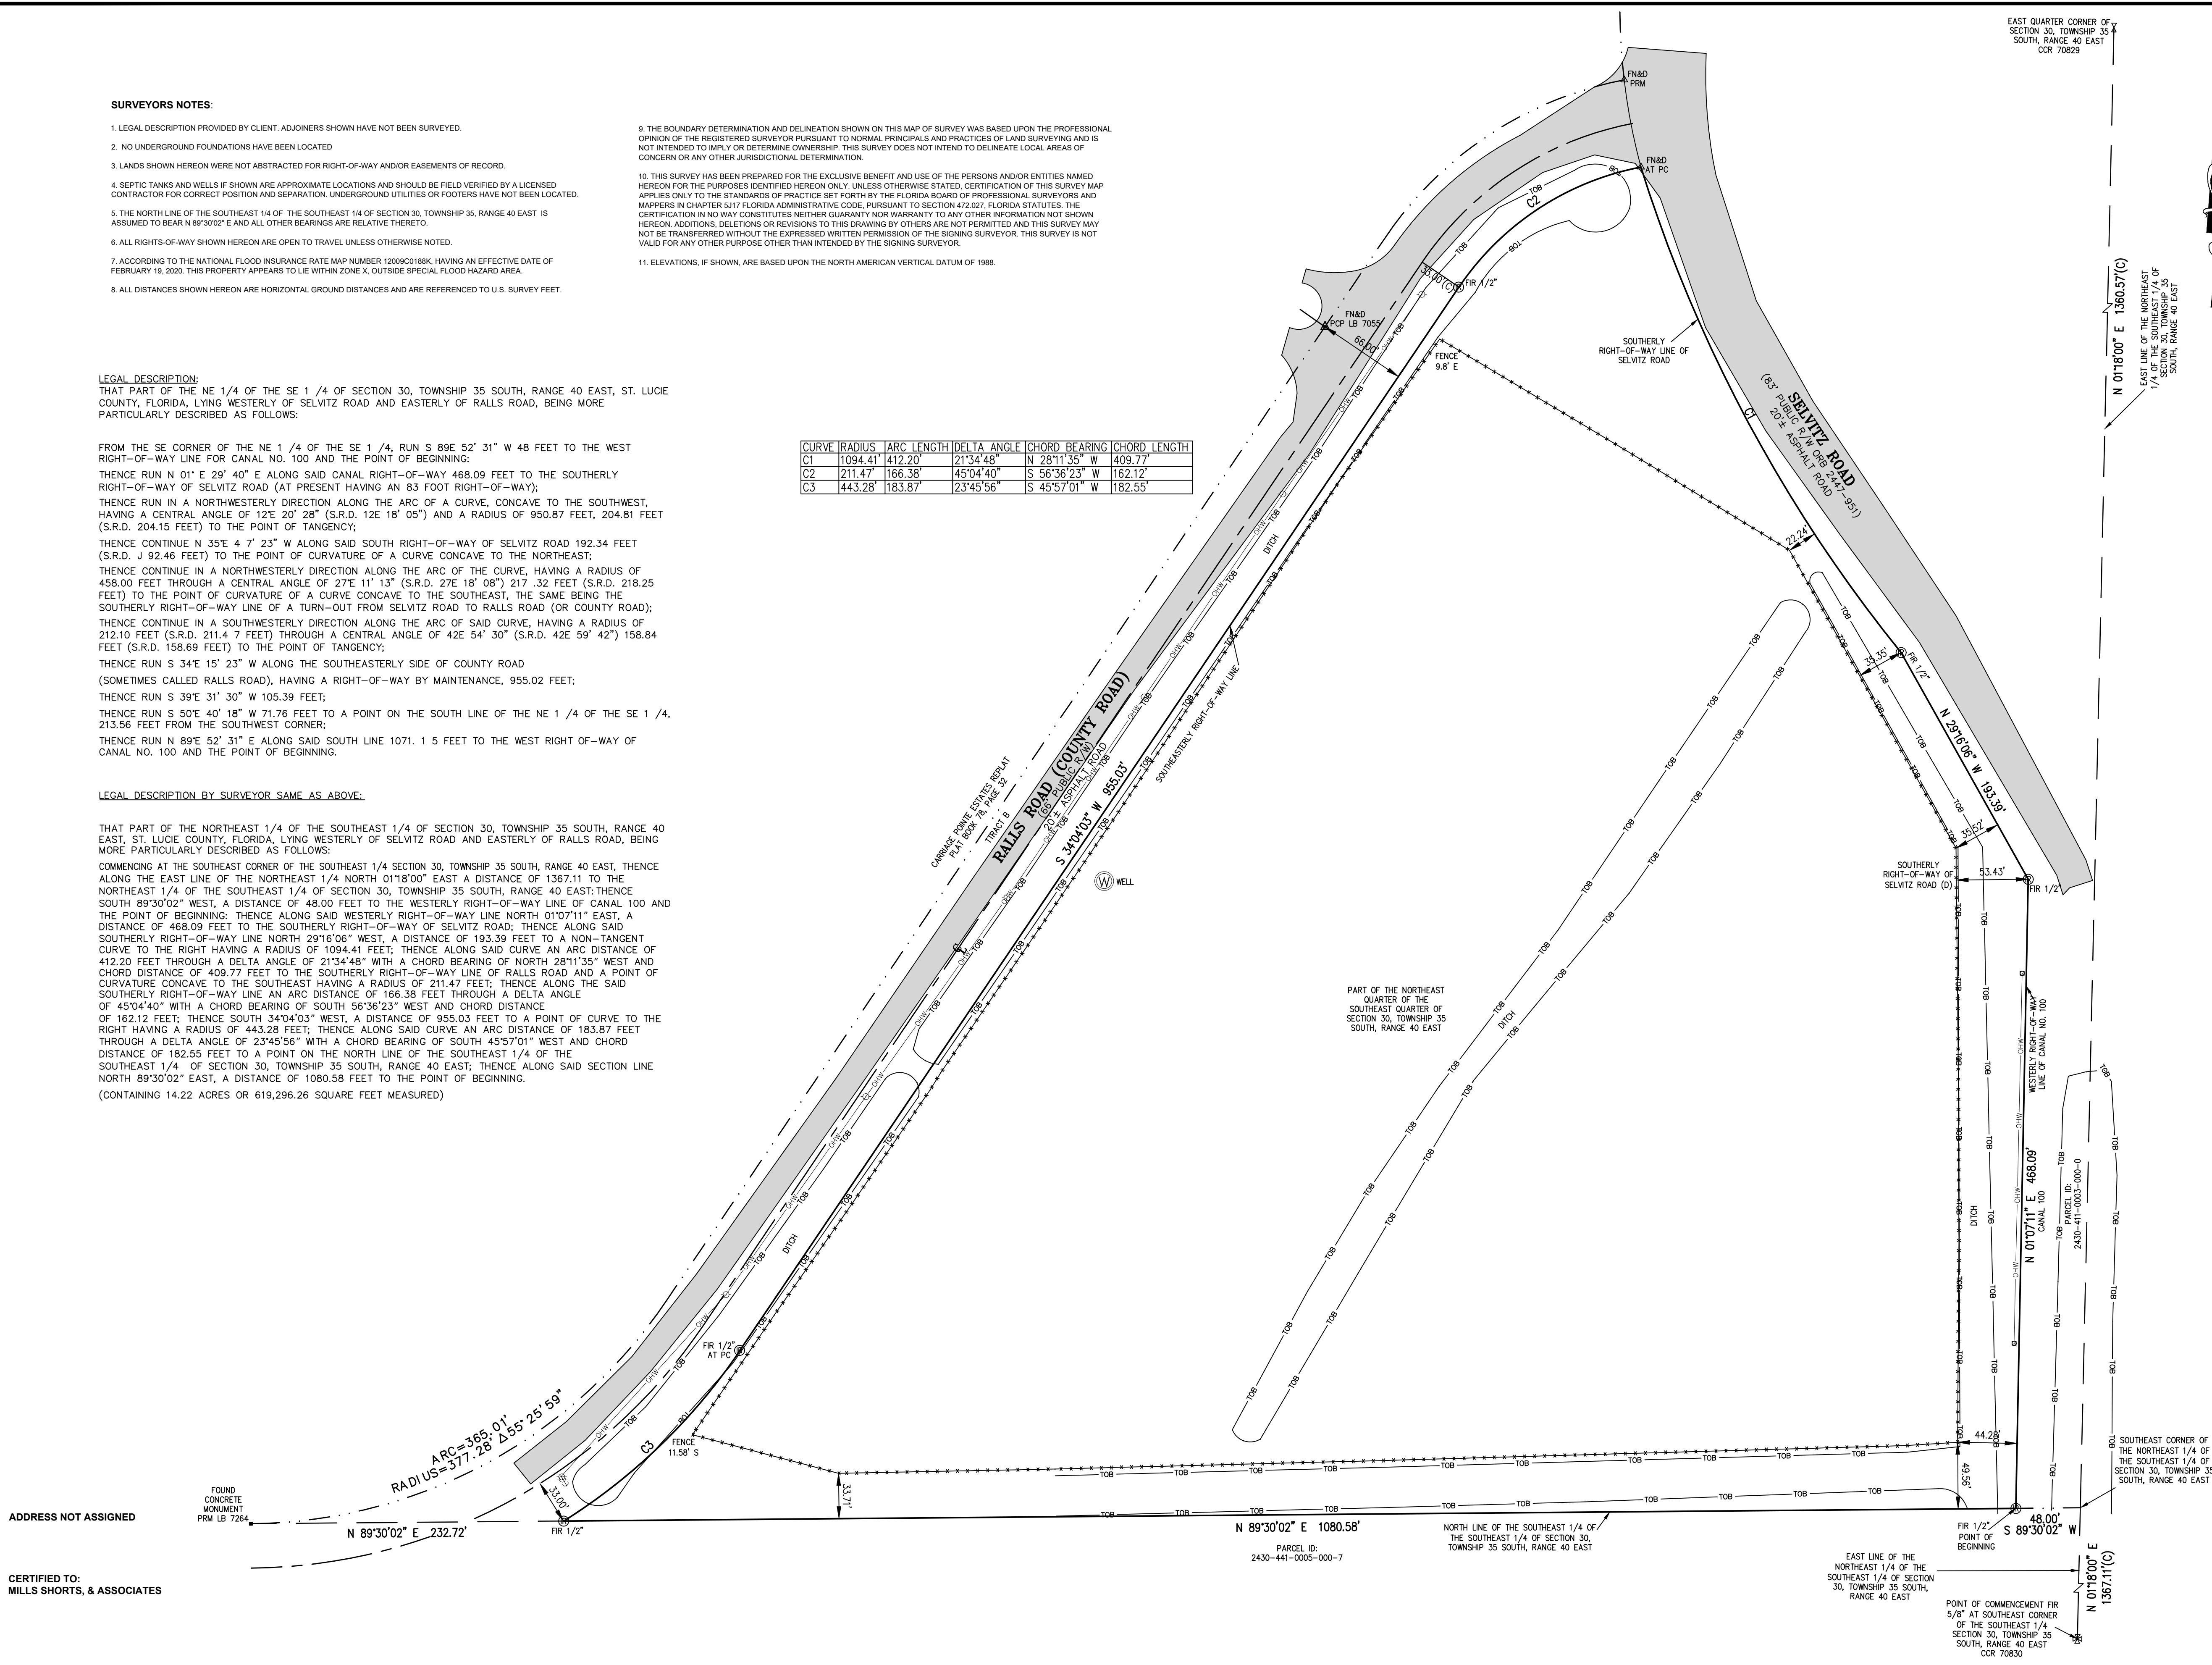 SURVEYORS NOTES:
1. LEGAL DESCRIPTION PROVIDED BY CLIENT. ADJOINERS SHOWN HAVE NOT BEEN SURVEYED.
2. NO UNDERGROUND FOUNDATIONS HAVE BEEN LOCATED
3. LANDS SHOWN HEREON WERE NOT ABSTRACTED FOR RIGHT-OF-WAY AND/OR EASEMENTS OF RECORD.
4. SEPTIC TANKS AND WELLS IF SHOWN ARE APPROXIMATE LOCATIONS AND SHOULD BE FIELD VERIFIED BY A LICENSED
CONTRACTOR FOR CORRECT POSITION AND SEPARATION. UNDERGROUND UTILITIES OR FOOTERS HAVE NOT BEEN LOCATED.
5. THE NORTH LINE OF THE SOUTHEAST 1/4 OF THE SOUTHEAST 1/4 OF SECTION 30, TOWNSHIP 35, RANGE 40 EAST IS
ASSUMED TO BEAR N 89°30'02" E AND ALL OTHER BEARINGS ARE RELATIVE THERETO.
6. ALL RIGHTS-OF-WAY SHOWN HEREON ARE OPEN TO TRAVEL UNLESS OTHERWISE NOTED.
7. ACCORDING TO THE NATIONAL FLOOD INSURANCE RATE MAP NUMBER 12009C0188K, HAVING AN EFFECTIVE DATE OF
FEBRUARY 19, 2020. THIS PROPERTY APPEARS TO LIE WITHIN ZONE X, OUTSIDE SPECIAL FLOOD HAZARD AREA.
8. ALL DISTANCES SHOWN HEREON ARE HORIZONTAL GROUND DISTANCES AND ARE REFERENCED TO U.S. SURVEY FEET.
9. THE BOUNDARY DETERMINATION AND DELINEATION SHOWN ON THIS MAP OF SURVEY WAS BASED UPON THE PROFESSIONAL
OPINION OF THE REGISTERED SURVEYOR PURSUANT TO NORMAL PRINCIPALS AND PRACTICES OF LAND SURVEYING AND IS
NOT INTENDED TO IMPLY OR DETERMINE OWNERSHIP. THIS SURVEY DOES NOT INTEND TO DELINEATE LOCAL AREAS OF
CONCERN OR ANY OTHER JURISDICTIONAL DETERMINATION.
10. THIS SURVEY HAS BEEN PREPARED FOR THE EXCLUSIVE BENEFIT AND USE OF THE PERSONS AND/OR ENTITIES NAMED
HEREON FOR THE PURPOSES IDENTIFIED HEREON ONLY. UNLESS OTHERWISE STATED, CERTIFICATION OF THIS SURVEY MAP
APPLIES ONLY TO THE STANDARDS OF PRACTICE SET FORTH BY THE FLORIDA BOARD OF PROFESSIONAL SURVEYORS AND
MAPPERS IN CHAPTER 5J17 FLORIDA ADMINISTRATIVE CODE, PURSUANT TO SECTION 472.027, FLORIDA STATUTES. THE
CERTIFICATION IN NO WAY CONSTITUTES NEITHER GUARANTY NOR WARRANTY TO ANY OTHER INFORMATION NOT SHOWN
HEREON. ADDITIONS, DELETIONS OR REVISIONS TO THIS DRAWING BY OTHERS ARE NOT PERMITTED AND THIS SURVEY MAY
NOT BE TRANSFERRED WITHOUT THE EXPRESSED WRITTEN PERMISSION OF THE SIGNING SURVEYOR. THIS SURVEY IS NOT
VALID FOR ANY OTHER PURPOSE OTHER THAN INTENDED BY THE SIGNING SURVEYOR.
11. ELEVATIONS, IF SHOWN, ARE BASED UPON THE NORTH AMERICAN VERTICAL DATUM OF 1988.
LEGAL DESCRIPTION:
THAT PART OF THE NE 1/4 OF THE SE 1 /4 OF SECTION 30, TOWNSHIP 35 SOUTH, RANGE 40 EAST, ST. LUCIE
COUNTY, FLORIDA, LYING WESTERLY OF SELVITZ ROAD AND EASTERLY OF RALLS ROAD, BEING MORE
PARTICULARLY DESCRIBED AS FOLLOWS:
FROM THE SE CORNER OF THE NE 1 /4 OF THE SE 1 /4, RUN S 89E 52' 31" W 48 FEET TO THE WEST
RIGHT-OF-WAY LINE FOR CANAL NO. 100 AND THE POINT OF BEGINNING:
THENCE RUN N 01° E 29' 40" E ALONG SAID CANAL RIGHT-OF-WAY 468.09 FEET TO THE SOUTHERLY
RIGHT-OF-WAY OF SELVITZ ROAD (AT PRESENT HAVING AN 83 FOOT RIGHT-OF-WAY);
THENCE RUN IN A NORTHWESTERLY DIRECTION ALONG THE ARC OF A CURVE, CONCAVE TO THE SOUTHWEST,
HAVING A CENTRAL ANGLE OF 12°E 20' 28" (S.R.D. 12E 18' 05") AND A RADIUS OF 950.87 FEET, 204.81 FEET
(S.R.D. 204.15 FEET) TO THE POINT OF TANGENCY;
THENCE CONTINUE N 35°E 4 7' 23" W ALONG SAID SOUTH RIGHT-OF-WAY OF SELVITZ ROAD 192.34 FEET
(S.R.D. J 92.46 FEET) TO THE POINT OF CURVATURE OF A CURVE CONCAVE TO THE NORTHEAST;
THENCE CONTINUE IN A NORTHWESTERLY DIRECTION ALONG THE ARC OF THE CURVE, HAVING A RADIUS OF
458.00 FEET THROUGH A CENTRAL ANGLE OF 27°E 11' 13" (S.R.D. 27E 18' 08") 217 .32 FEET (S.R.D. 218.25
FEET) TO THE POINT OF CURVATURE OF A CURVE CONCAVE TO THE SOUTHEAST, THE SAME BEING THE
SOUTHERLY RIGHT-OF-WAY LINE OF A TURN-OUT FROM SELVITZ ROAD TO RALLS ROAD (OR COUNTY ROAD);
THENCE CONTINUE IN A SOUTHWESTERLY DIRECTION ALONG THE ARC OF SAID CURVE, HAVING A RADIUS OF
212.10 FEET (S.R.D. 211.4 7 FEET) THROUGH A CENTRAL ANGLE OF 42E 54' 30" (S.R.D. 42E 59' 42") 158.84
FEET (S.R.D. 158.69 FEET) TO THE POINT OF TANGENCY;
THENCE RUN S 34°E 15' 23" W ALONG THE SOUTHEASTERLY SIDE OF COUNTY ROAD
(SOMETIMES CALLED RALLS ROAD), HAVING A RIGHT-OF-WAY BY MAINTENANCE, 955.02 FEET;
THENCE RUN S 39°E 31' 30" W 105.39 FEET;
THENCE RUN S 50°E 40' 18" W 71.76 FEET TO A POINT ON THE SOUTH LINE OF THE NE 1 /4 OF THE SE 1 /4,
213.56 FEET FROM THE SOUTHWEST CORNER;
THENCE RUN N 89°E 52' 31" E ALONG SAID SOUTH LINE 1071. 1 5 FEET TO THE WEST RIGHT OF-WAY OF
CANAL NO. 100 AND THE POINT OF BEGINNING.
LEGAL DESCRIPTION BY SURVEYOR SAME AS ABOVE:
THAT PART OF THE NORTHEAST 1/4 OF THE SOUTHEAST 1/4 OF SECTION 30, TOWNSHIP 35 SOUTH, RANGE 40
EAST, ST. LUCIE COUNTY, FLORIDA, LYING WESTERLY OF SELVITZ ROAD AND EASTERLY OF RALLS ROAD, BEING
MORE PARTICULARLY DESCRIBED AS FOLLOWS:
COMMENCING AT THE SOUTHEAST CORNER OF THE SOUTHEAST 1/4 SECTION 30, TOWNSHIP 35 SOUTH, RANGE 40 EAST, THENCE
ALONG THE EAST LINE OF THE NORTHEAST 1/4 NORTH 01°18'00" EAST A DISTANCE OF 1367.11 TO THE
NORTHEAST 1/4 OF THE SOUTHEAST 1/4 OF SECTION 30, TOWNSHIP 35 SOUTH, RANGE 40 EAST: THENCE
SOUTH 89°30'02" WEST, A DISTANCE OF 48.00 FEET TO THE WESTERLY RIGHT-OF-WAY LINE OF CANAL 100 AND
THE POINT OF BEGINNING: THENCE ALONG SAID WESTERLY RIGHT-OF-WAY LINE NORTH 01°07'11" EAST, A
DISTANCE OF 468.09 FEET TO THE SOUTHERLY RIGHT-OF-WAY OF SELVITZ ROAD; THENCE ALONG SAID
SOUTHERLY RIGHT-OF-WAY LINE NORTH 29°16'06" WEST, A DISTANCE OF 193.39 FEET TO A NON-TANGENT
CURVE TO THE RIGHT HAVING A RADIUS OF 1094.41 FEET; THENCE ALONG SAID CURVE AN ARC DISTANCE OF
412.20 FEET THROUGH A DELTA ANGLE OF 21°34'48" WITH A CHORD BEARING OF NORTH 28°11'35" WEST AND
CHORD DISTANCE OF 409.77 FEET TO THE SOUTHERLY RIGHT-OF-WAY LINE OF RALLS ROAD AND A POINT OF
CURVATURE CONCAVE TO THE SOUTHEAST HAVING A RADIUS OF 211.47 FEET; THENCE ALONG THE SAID
SOUTHERLY RIGHT-OF-WAY LINE AN ARC DISTANCE OF 166.38 FEET THROUGH A DELTA ANGLE
OF 45°04'40" WITH A CHORD BEARING OF SOUTH 56°36'23" WEST AND CHORD DISTANCE
OF 162.12 FEET; THENCE SOUTH 34°04'03" WEST, A DISTANCE OF 955.03 FEET TO A POINT OF CURVE TO THE
RIGHT HAVING A RADIUS OF 443.28 FEET; THENCE ALONG SAID CURVE AN ARC DISTANCE OF 183.87 FEET
THROUGH A DELTA ANGLE OF 23°45'56" WITH A CHORD BEARING OF SOUTH 45°57'01" WEST AND CHORD
DISTANCE OF 182.55 FEET TO A POINT ON THE NORTH LINE OF THE SOUTHEAST 1/4 OF THE
SOUTHEAST 1/4 OF SECTION 30, TOWNSHIP 35 SOUTH, RANGE 40 EAST; THENCE ALONG SAID SECTION LINE
NORTH 89°30'02" EAST, A DISTANCE OF 1080.58 FEET TO THE POINT OF BEGINNING.
(CONTAINING 14.22 ACRES OR 619,296.26 SQUARE FEET MEASURED)
CURVE RADIUS ARC LENGTH DELTA ANGLE CHORD BEARING CHORD LENGTH
C1 1094.41' 412.20' 21°34'48" N 28°11'35" W 409.77'
C2 211.47' 166.38' 45°04'40" S 56°36'23" W 162.12'
C3 443.28' 183.87' 23°45'56" S 45°57'01" W 182.55'
EAST QUARTER CORNER OF
SECTION 30, TOWNSHIP 35
SOUTH, RANGE 40 EAST
CCR 70829
FN&D
PRM
FN&D
AT PC
C2
33.00'(C)
FIR 1/2"
FN&D
PCP LB 7055
66.00'
FENCE
9.8' E
SOUTHERLY
RIGHT-OF-WAY LINE OF
SELVITZ ROAD
C1
SELVITZ ROAD
(83' PUBLIC R/W ORB 2447-951)
20'± ASPHALT ROAD
N 01°18'00" E 1360.57'(C)
EAST LINE OF THE NORTHEAST
1/4 OF THE SOUTHEAST 1/4 OF
SECTION 30, TOWNSHIP 35
SOUTH, RANGE 40 EAST
22.24'
35.35'
FIR 1/2"
N 29°16'06" W 193.39'
35.52'
SOUTHERLY
RIGHT-OF-WAY OF
SELVITZ ROAD (D)
53.43'
FIR 1/2"
DITCH
SOUTHEASTERLY RIGHT-OF-WAY LINE
CARRIAGE POINTE ESTATES REPLAT
PLAT BOOK 78, PAGE 32
TTRACT B
RALLS ROAD (COUNTY ROAD)
(66' PUBLIC R/W)
20'± ASPHALT ROAD
S 34°04'03" W 955.03'
W WELL
PART OF THE NORTHEAST
QUARTER OF THE
SOUTHEAST QUARTER OF
SECTION 30, TOWNSHIP 35
SOUTH, RANGE 40 EAST
DITCH
WESTERLY RIGHT-OF-WAY
LINE OF CANAL NO. 100
N 01°07'11" E 468.09'
CANAL 100
PARCEL ID:
2430-411-0003-000-0
DITCH
DITCH
FIR 1/2"
AT PC
C3
FENCE
11.58' S
ARC=365.01'
RADIUS=377.28' Δ55°25'59"
33.00'
FOUND
CONCRETE
MONUMENT
PRM LB 7264
N 89°30'02" E 232.72'
FIR 1/2"
33.71'
N 89°30'02" E 1080.58'
PARCEL ID:
2430-441-0005-000-7
NORTH LINE OF THE SOUTHEAST 1/4 OF
THE SOUTHEAST 1/4 OF SECTION 30,
TOWNSHIP 35 SOUTH, RANGE 40 EAST
44.28'
49.56'
SOUTHEAST CORNER OF
THE NORTHEAST 1/4 OF
THE SOUTHEAST 1/4 OF
SECTION 30, TOWNSHIP 35
SOUTH, RANGE 40 EAST
FIR 1/2"
POINT OF
BEGINNING
48.00'
S 89°30'02" W
EAST LINE OF THE
NORTHEAST 1/4 OF THE
SOUTHEAST 1/4 OF SECTION
30, TOWNSHIP 35 SOUTH,
RANGE 40 EAST
N 01°18'00" E
1367.11'(C)
POINT OF COMMENCEMENT FIR
5/8" AT SOUTHEAST CORNER
OF THE SOUTHEAST 1/4
SECTION 30, TOWNSHIP 35
SOUTH, RANGE 40 EAST
CCR 70830
TOB
OHW
ADDRESS NOT ASSIGNED
CERTIFIED TO:
MILLS SHORTS, & ASSOCIATES